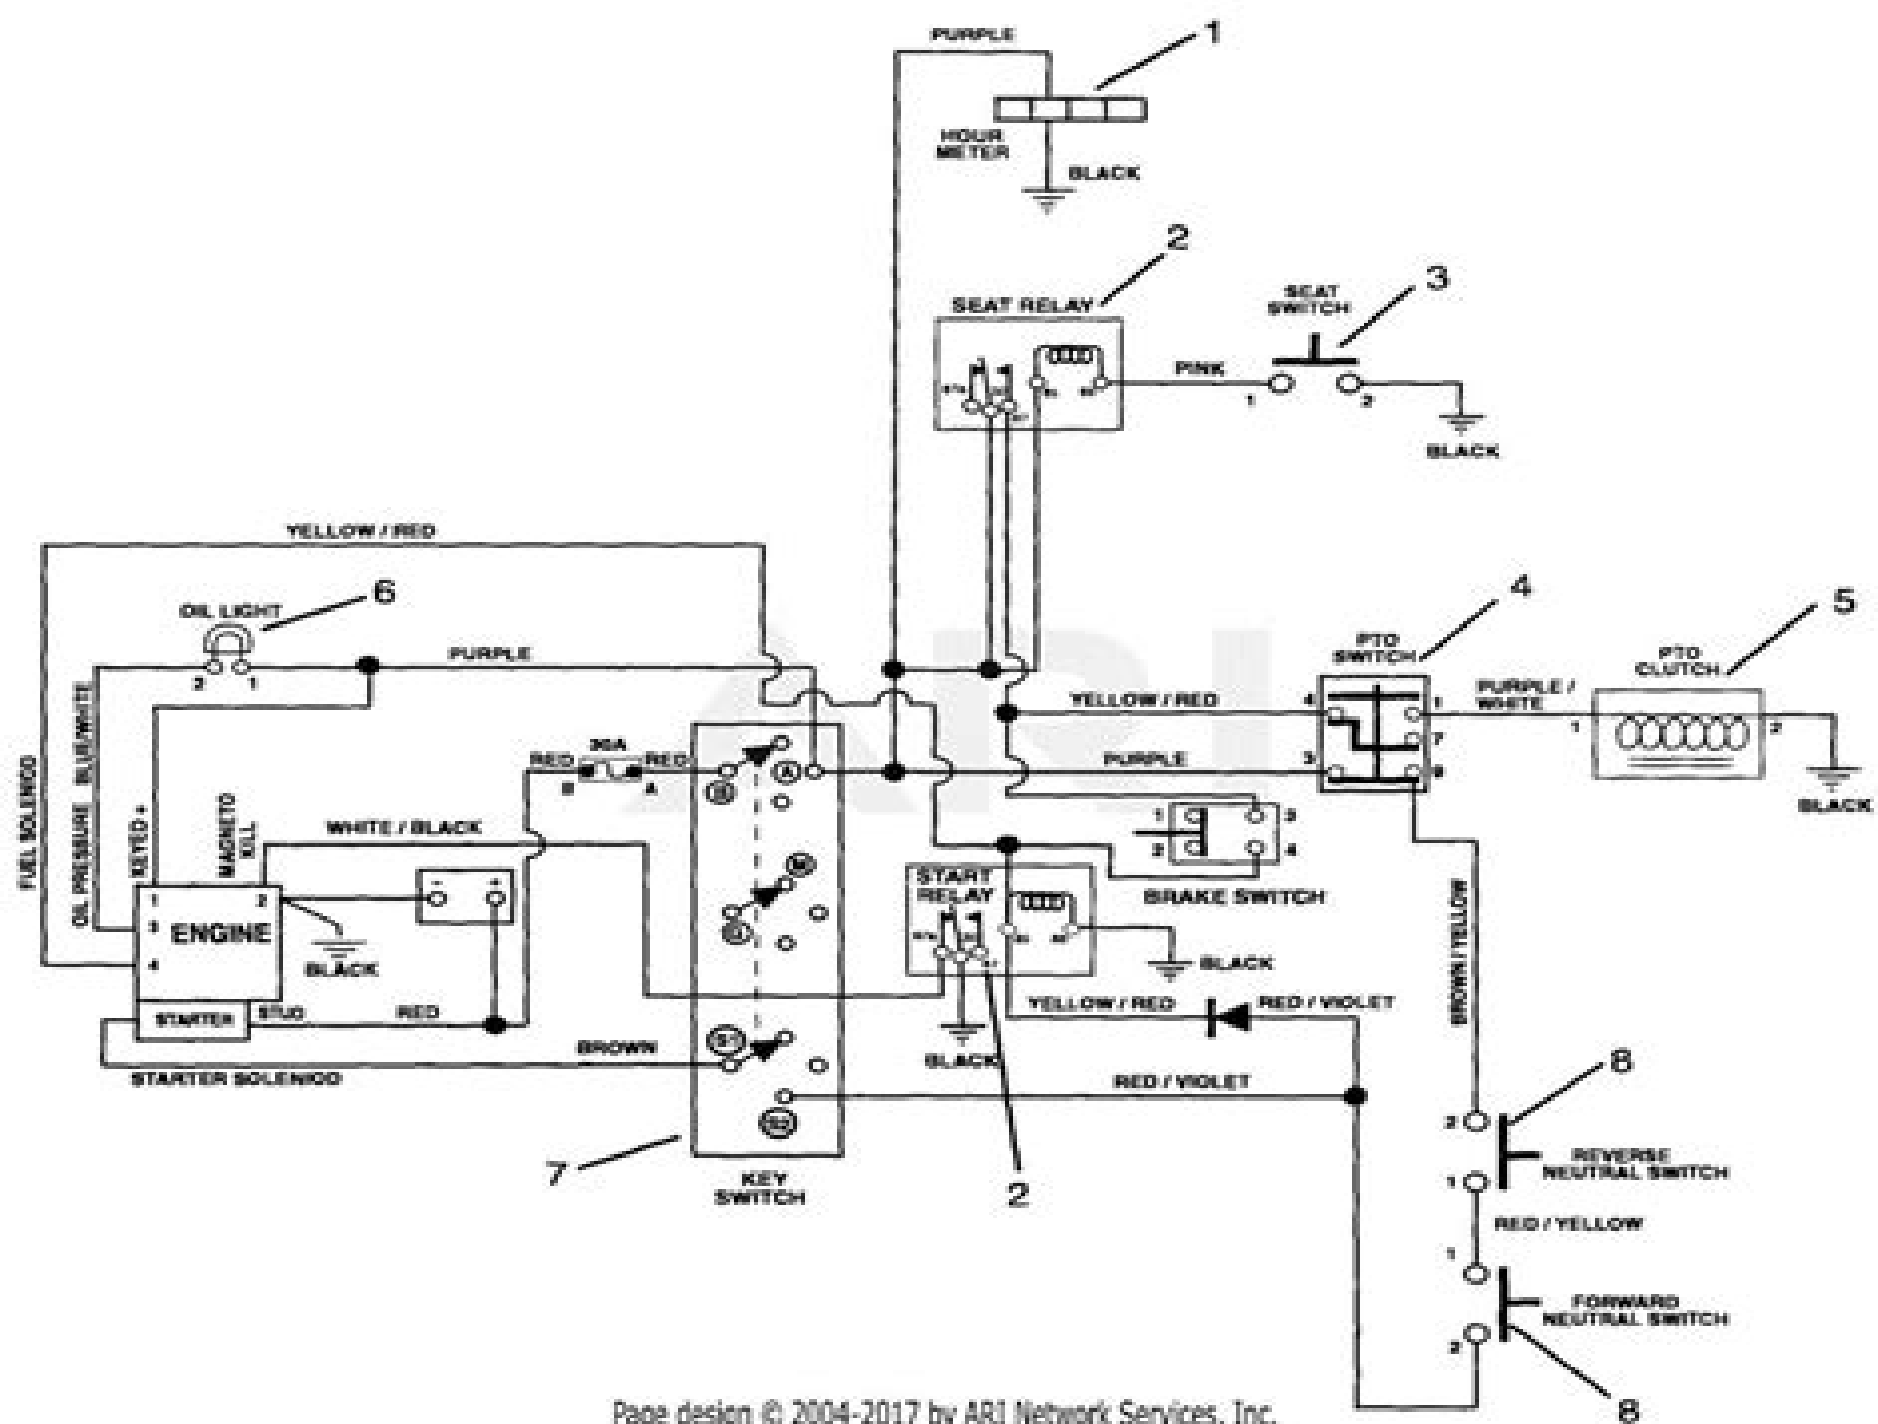 PURPLE
1
HOUR
METER
BLACK
2
SEAT RELAY
SEAT
SWITCH
3
PINK
1
2
BLACK
YELLOW / RED
OIL LIGHT
6
2
1
PURPLE
4
PTO
SWITCH
5
PTO
CLUTCH
YELLOW / RED
4
1
PURPLE /
WHITE
1
2
7
PURPLE
3
BLACK
FUEL SOLENIOD
OIL PRESSURE BLUE/WHITE
KEYED +
MAGNETO
KILL
RED
30A
RED
B
A
B
A
WHITE / BLACK
1
2
3
4
ENGINE
- +
BLACK
STARTER
STUD
RED
BROWN
STARTER SOLENIOD
M
S1
S2
7
KEY
SWITCH
1
3
2
4
BRAKE SWITCH
START
RELAY
BLACK
BLACK
YELLOW / RED
RED / VIOLET
RED / VIOLET
2
BROWN / YELLOW
8
2
REVERSE
NEUTRAL SWITCH
1
RED / YELLOW
1
FORWARD
NEUTRAL SWITCH
2
8
ARI
Page design © 2004-2017 by ARI Network Services, Inc.